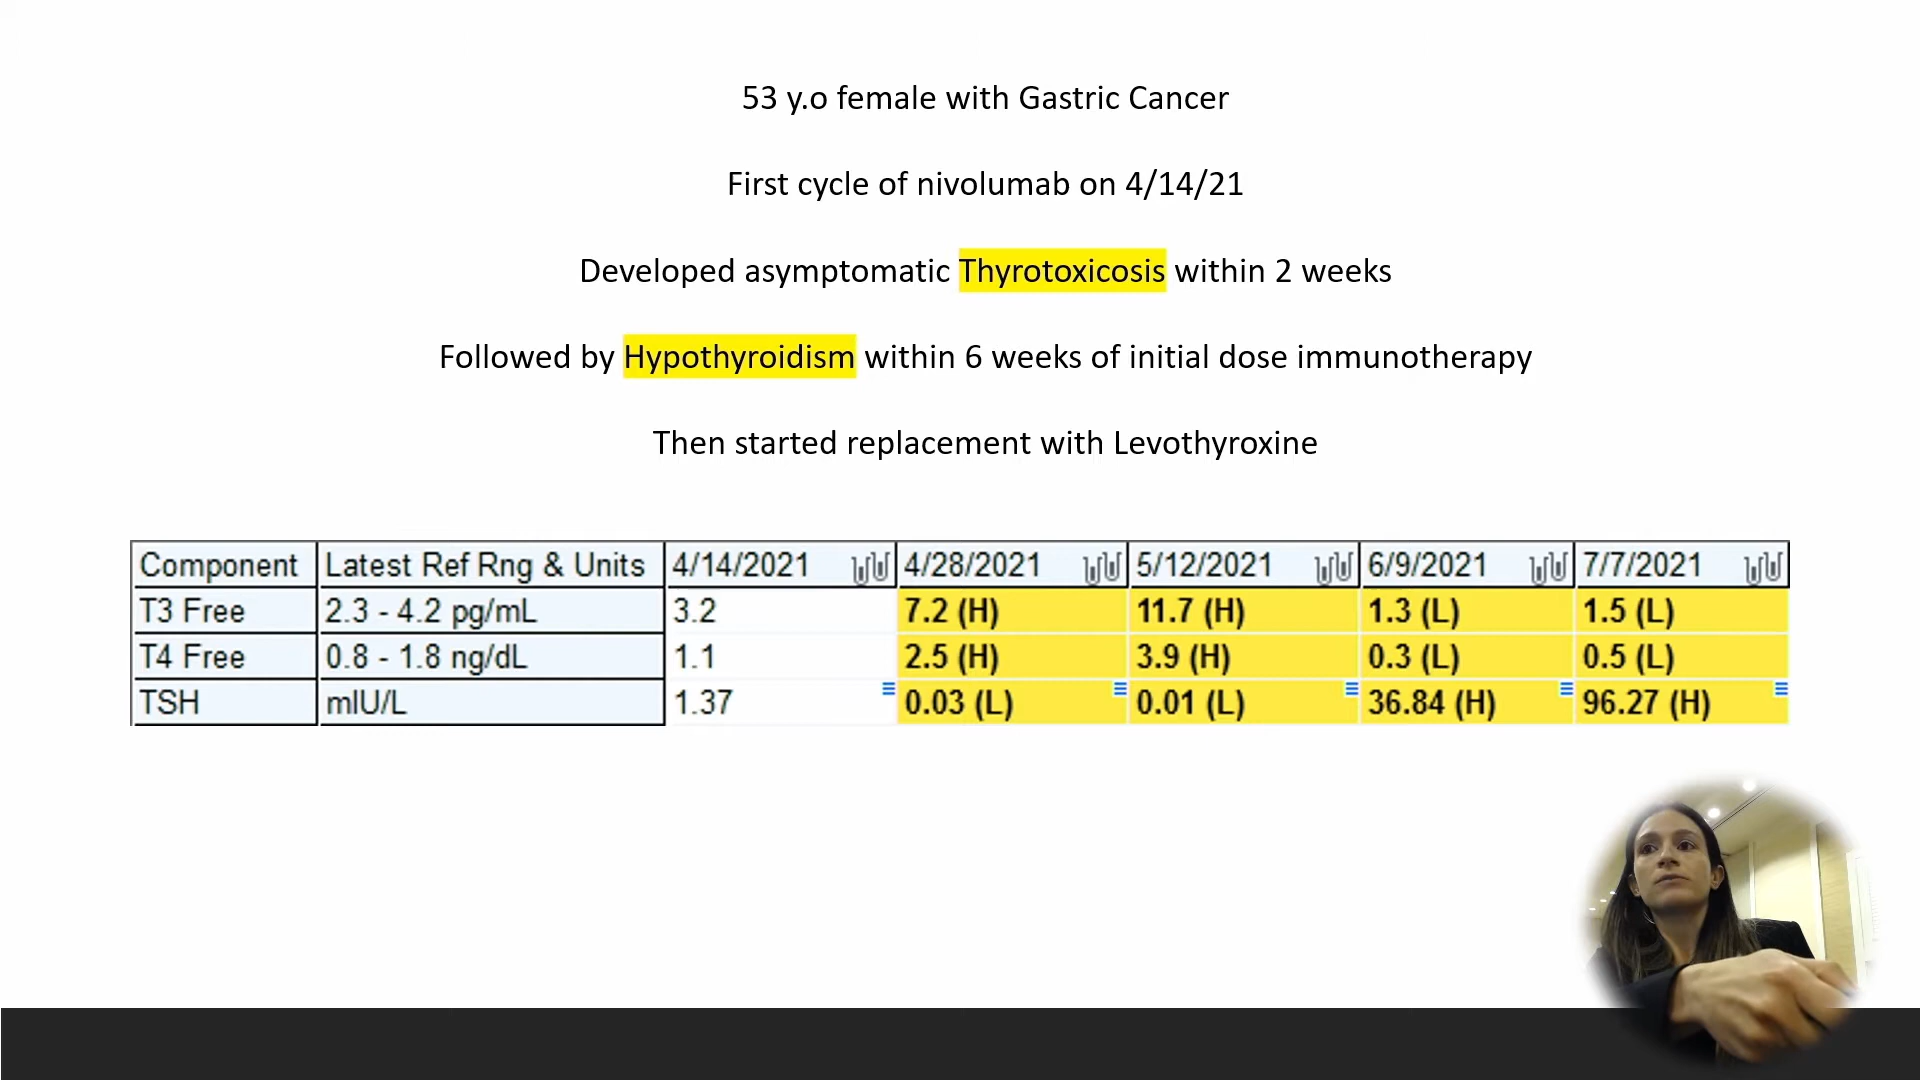 53 y.o female with Gastric Cancer
First cycle of nivolumab on 4/14/21
Developed asymptomatic Thyrotoxicosis within 2 weeks
Followed by Hypothyroidism within 6 weeks of initial dose immunotherapy
Then started replacement with Levothyroxine
Component Latest Ref Rng & Units 4/14/2021 4/28/2021 5/12/2021 6/9/2021 7/7/2021
T3 Free 2.3 - 4.2 pg/mL 3.2 7.2 (H) 11.7 (H) 1.3 (L) 1.5 (L)
T4 Free 0.8 - 1.8 ng/dL 1.1 2.5 (H) 3.9 (H) 0.3 (L) 0.5 (L)
TSH mIU/L 1.37 0.03 (L) 0.01 (L) 36.84 (H) 96.27 (H)